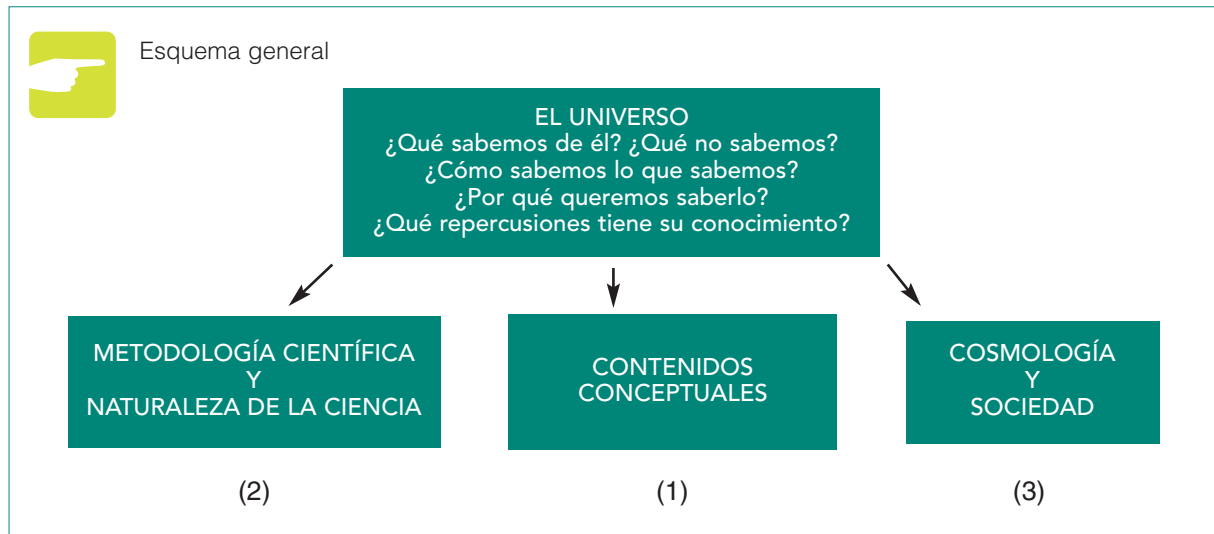 Esquema general
EL UNIVERSO
¿Qué sabemos de él? ¿Qué no sabemos?
¿Cómo sabemos lo que sabemos?
¿Por qué queremos saberlo?
¿Qué repercusiones tiene su conocimiento?
METODOLOGÍA CIENTÍFICA
Y
NATURALEZA DE LA CIENCIA
(2)
CONTENIDOS
CONCEPTUALES
(1)
COSMOLOGÍA
Y
SOCIEDAD
(3)